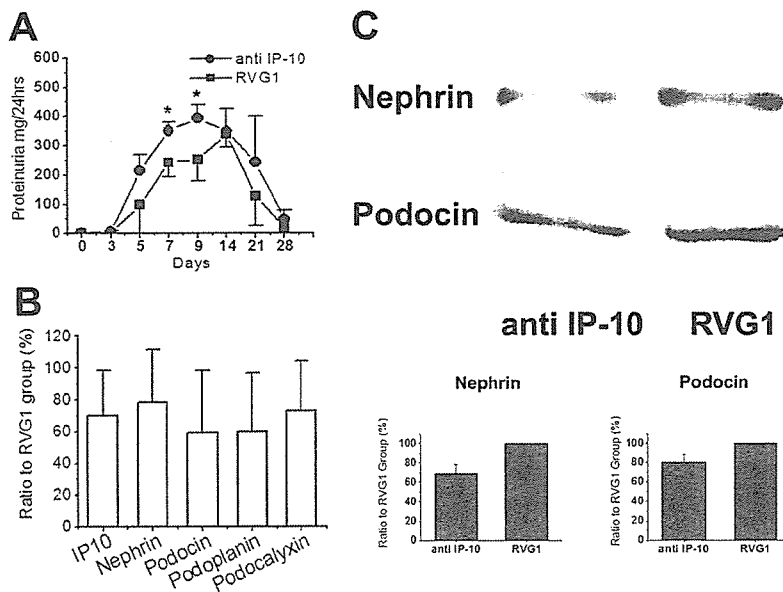 A
anti IP-10
RVG1
600
500
400
300
200
100
0
Proteinuria mg/24hrs
* *
0 3 5 7 9 14 21 28
Days
B
120
100
80
60
40
20
0
Ratio to RVG1 group (%)
IP10 Nephrin Podocin Podoplanin Podocalyxin
C
Nephrin
Podocin
anti IP-10 RVG1
Nephrin
100
80
60
40
20
0
Ratio to RVG1 Group (%)
anti IP-10 RVG1
Podocin
100
80
60
40
20
0
Ratio to RVG1 Group (%)
anti IP-10 RVG1